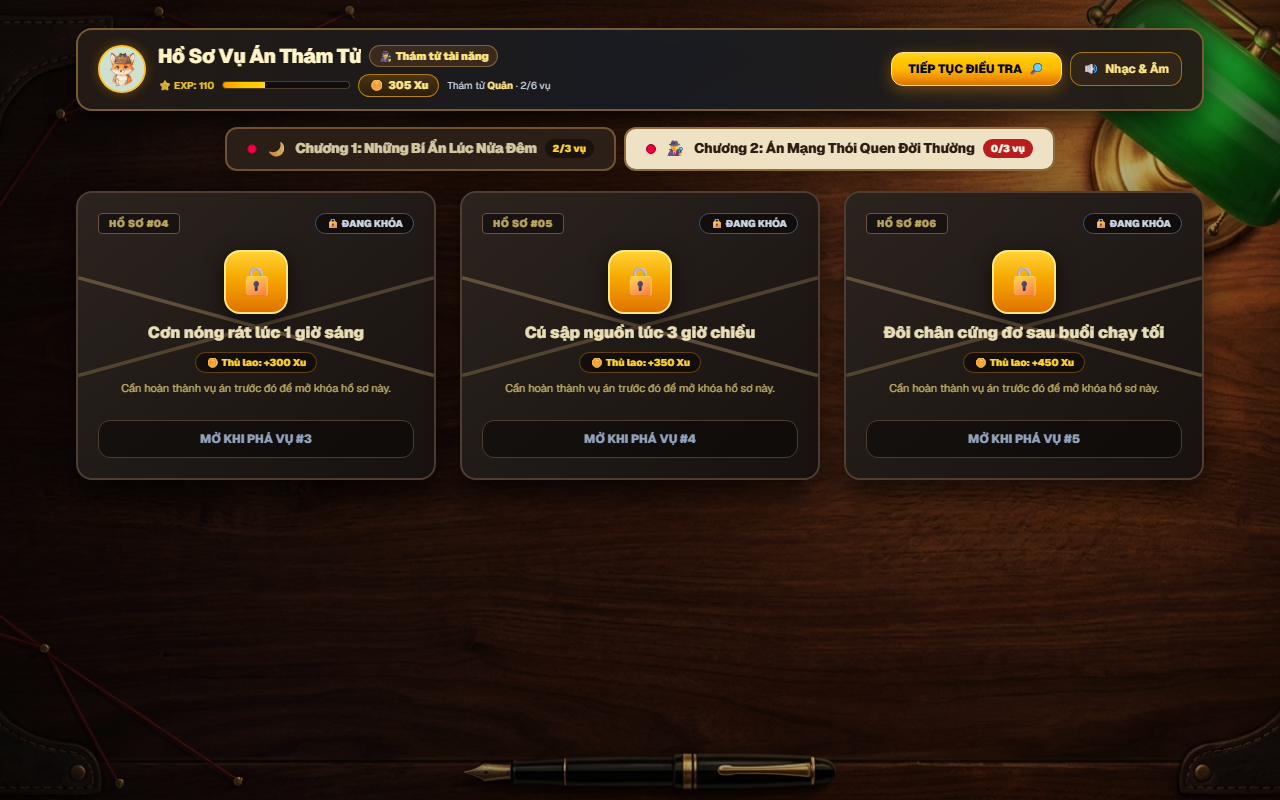 Hồ Sơ Vụ Án Thám Tử
Thám tử tài năng
EXP: 110
305 Xu
Thám tử Quân · 2/6 vụ
TIẾP TỤC ĐIỀU TRA
Nhạc & Âm
Chương 1: Những Bí Ẩn Lúc Nửa Đêm 2/3 vụ
Chương 2: Án Mạng Thói Quen Đời Thường 0/3 vụ
HỒ SƠ #04
ĐANG KHÓA
Cơn nóng rát lúc 1 giờ sáng
Thù lao: +300 Xu
Cần hoàn thành vụ án trước đó để mở khóa hồ sơ này.
MỞ KHI PHÁ VỤ #3
HỒ SƠ #05
ĐANG KHÓA
Cú sập nguồn lúc 3 giờ chiều
Thù lao: +350 Xu
Cần hoàn thành vụ án trước đó để mở khóa hồ sơ này.
MỞ KHI PHÁ VỤ #4
HỒ SƠ #06
ĐANG KHÓA
Đôi chân cứng đơ sau buổi chạy tối
Thù lao: +450 Xu
Cần hoàn thành vụ án trước đó để mở khóa hồ sơ này.
MỞ KHI PHÁ VỤ #5